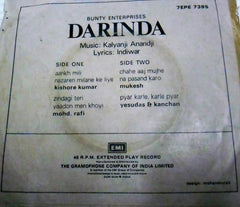 7EPE 7395
BUNTY ENTERPRISES
DARINDA
Music: Kalyanji Anandji
Lyrics: Indiwar
SIDE ONE
aankh mili
nazaren milane ke liye
kishore kumar
zindagi ten
yaadon men khoyi
mohd. rafi
SIDE TWO
chahe aaj mujhe
na pasand karo
mukesh
pyar karle, karle pyar
yesudas & kanchan
EMI
45 R.P.M. EXTENDED PLAY RECORD
THE GRAMOPHONE COMPANY OF INDIA LIMITED